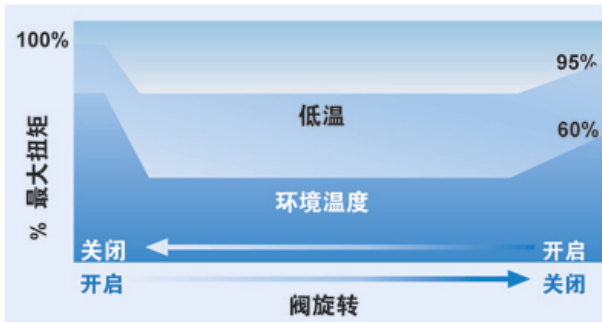 100%
95%
低温
60%
% 最大扭矩
环境温度
关闭 开启
开启 关闭
阀旋转